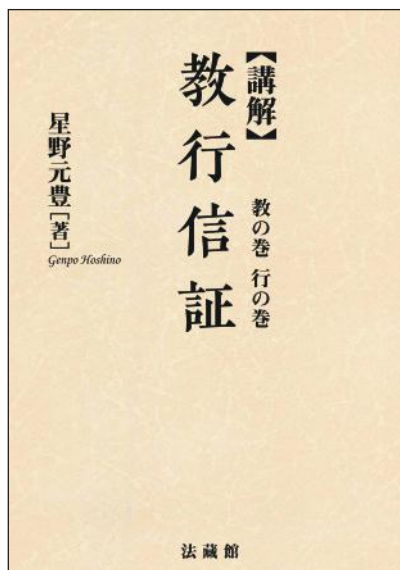 【講解】
教行信証
教の巻 行の巻
星野元豊[著]
Genpo Hoshino
法藏館